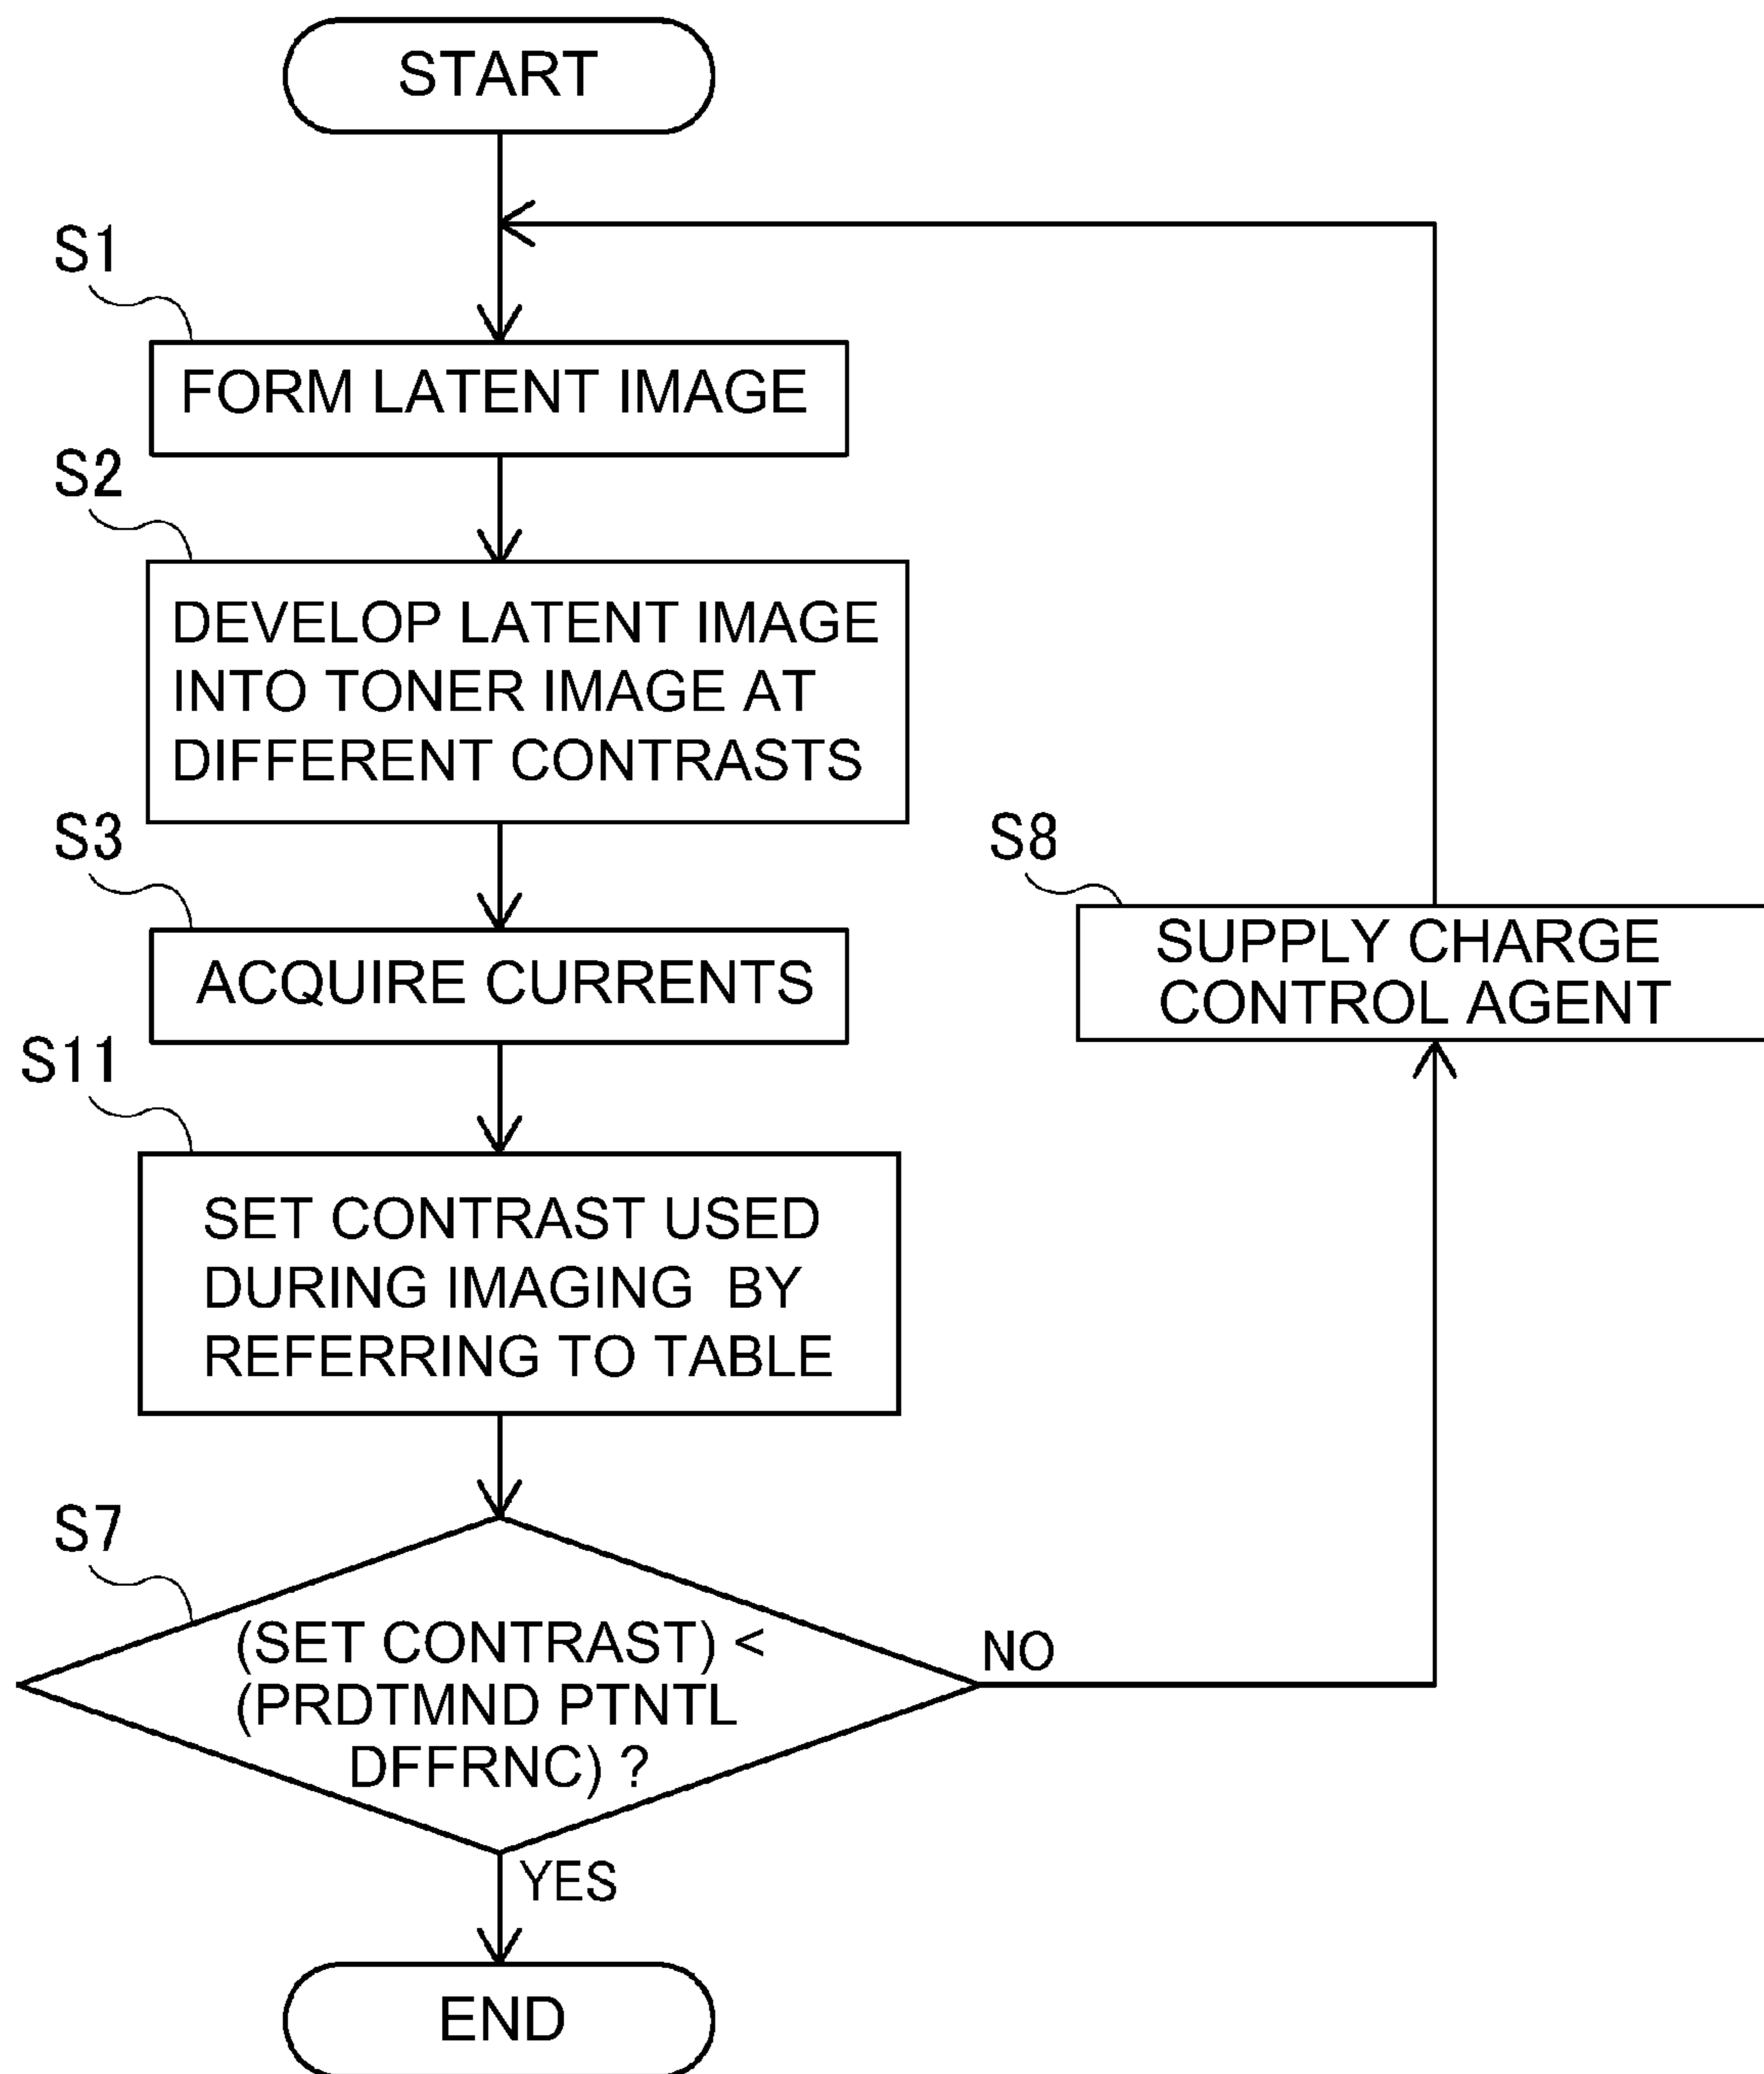 START
S1
FORM LATENT IMAGE
S2
DEVELOP LATENT IMAGE
INTO TONER IMAGE AT
DIFFERENT CONTRASTS
S3
ACQUIRE CURRENTS
S11
SET CONTRAST USED
DURING IMAGING BY
REFERRING TO TABLE
S7
(SET CONTRAST) <
(PRDTMND PTNTL
DFFRNC) ?
NO
S8
SUPPLY CHARGE
CONTROL AGENT
YES
END